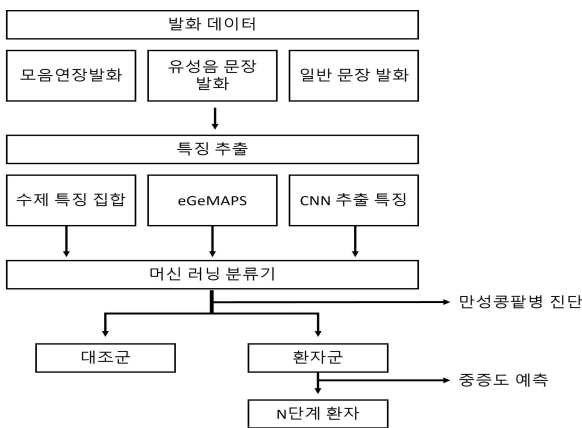 발화 데이터
모음연장발화
유성음 문장
발화
일반 문장 발화
특징 추출
수제 특징 집합
eGeMAPS
CNN 추출 특징
머신 러닝 분류기
만성콩팥병 진단
대조군
환자군
중증도 예측
N단계 환자